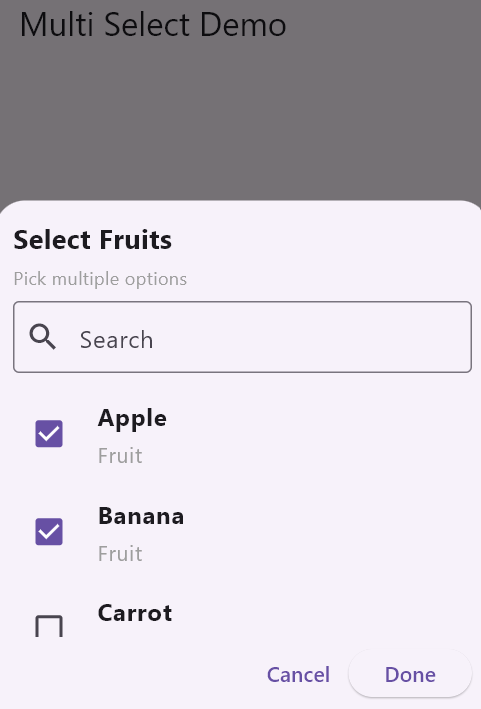 Multi Select Demo
Select Fruits
Pick multiple options
Search
Apple
Fruit
Banana
Fruit
Carrot
Cancel Done